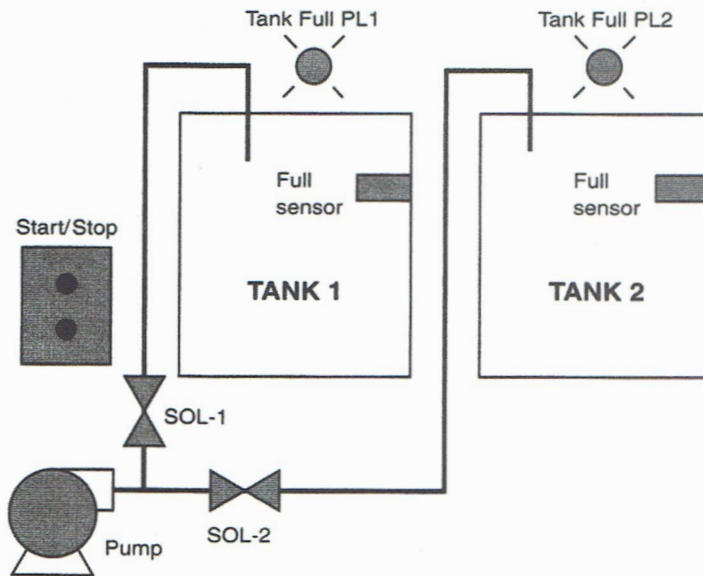 Tank Full PL1
Tank Full PL2
Full
sensor
Full
sensor
Start/Stop
TANK 1
TANK 2
SOL-1
SOL-2
Pump